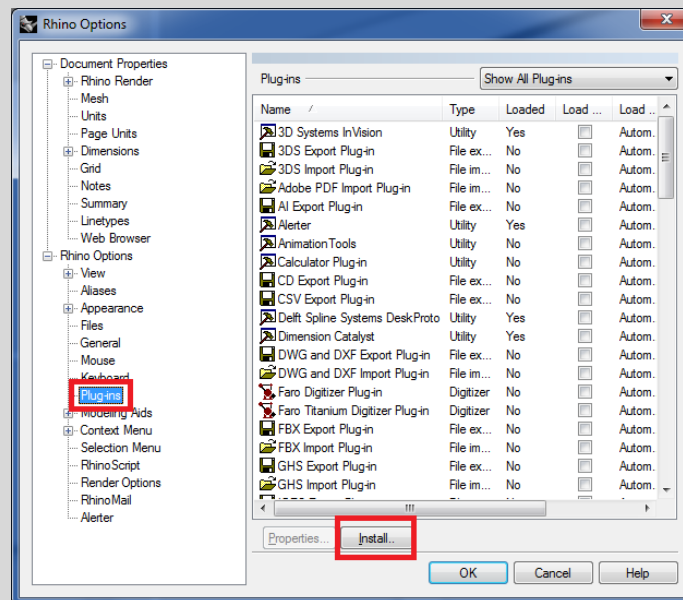 Rhino Options
Document Properties
Rhino Render
Mesh
Units
Page Units
Dimensions
Grid
Notes
Summary
Linetypes
Web Browser
Rhino Options
View
Aliases
Appearance
Files
General
Mouse
Keyboard
Plug-ins
Modeling Aids
Context Menu
Selection Menu
RhinoScript
Render Options
RhinoMail
Alerter
Plug-ins Show All Plug-ins
Name Type Loaded Load ... Load ..
3D Systems InVision Utility Yes Autom.
3DS Export Plug-in File ex... No Autom.
3DS Import Plug-in File im... No Autom.
Adobe PDF Import Plug-in File im... No Autom.
AI Export Plug-in File ex... No Autom.
Alerter Utility Yes Autom.
AnimationTools Utility No Autom.
Calculator Plug-in Utility No Autom.
CD Export Plug-in File ex... No Autom.
CSV Export Plug-in File ex... No Autom.
Delft Spline Systems DeskProto Utility Yes Autom.
Dimension Catalyst Utility Yes Autom.
DWG and DXF Export Plug-in File ex... No Autom.
DWG and DXF Import Plug-in File im... No Autom.
Faro Digitizer Plug-in Digitizer No Autom.
Faro Titanium Digitizer Plug-in Digitizer No Autom.
FBX Export Plug-in File ex... No Autom.
FBX Import Plug-in File im... No Autom.
GHS Export Plug-in File ex... No Autom.
GHS Import Plug-in File im... No Autom.
Properties... Install..
OK Cancel Help